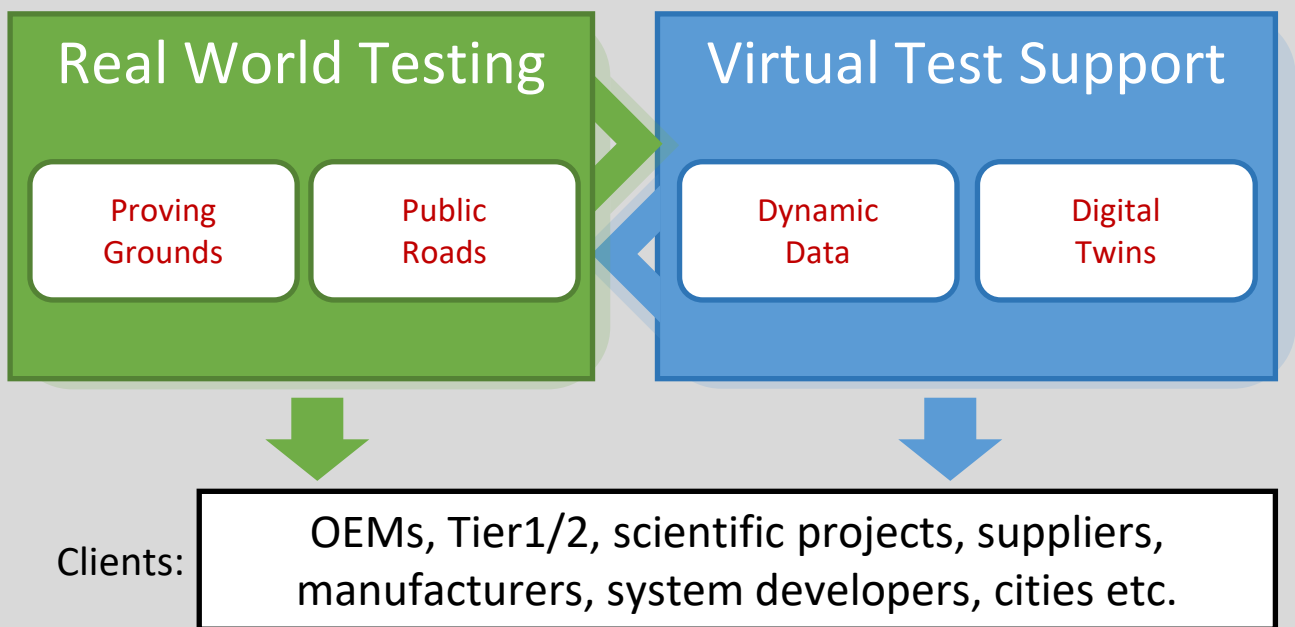 Real World Testing
Virtual Test Support
Proving
Grounds
Public
Roads
Dynamic
Data
Digital
Twins
Clients:
OEMs, Tier1/2, scientific projects, suppliers,
manufacturers, system developers, cities etc.